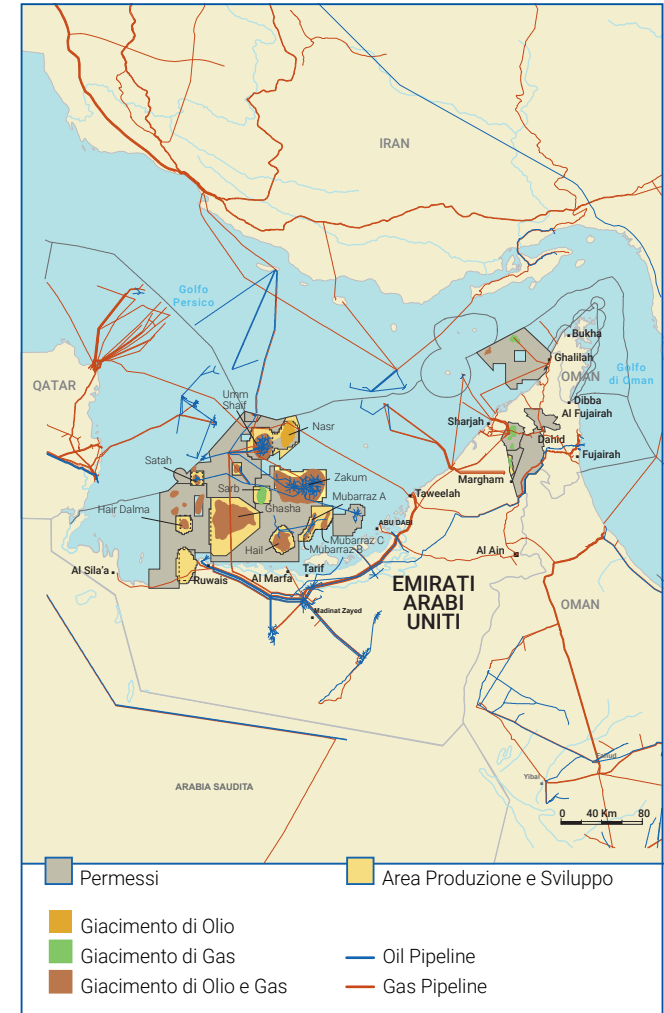 IRAN
Golfo
Persico
Bukha
Ghalilah
QATAR
OMAN
Golfo
di Oman
Umm
Shaif
Dibba
Al Fujairah
Nasr
Sharjah
Dahid
Fujairah
Satah
Zakum
Margham
Sarb
Mubarraz A
Taweelah
Hair Dalma
Ghasha
ABU DABI
Mubarraz C
Hail
Mubarraz B
Al Ain
Al Sila'a
Ruwais
Al Marfa
Tarif
EMIRATI
ARABI
UNITI
OMAN
Madinat Zayed
Fahud
Yibal
ARABIA SAUDITA
0 40 Km 80
Permessi
Area Produzione e Sviluppo
Giacimento di Olio
Giacimento di Gas
Oil Pipeline
Giacimento di Olio e Gas
Gas Pipeline